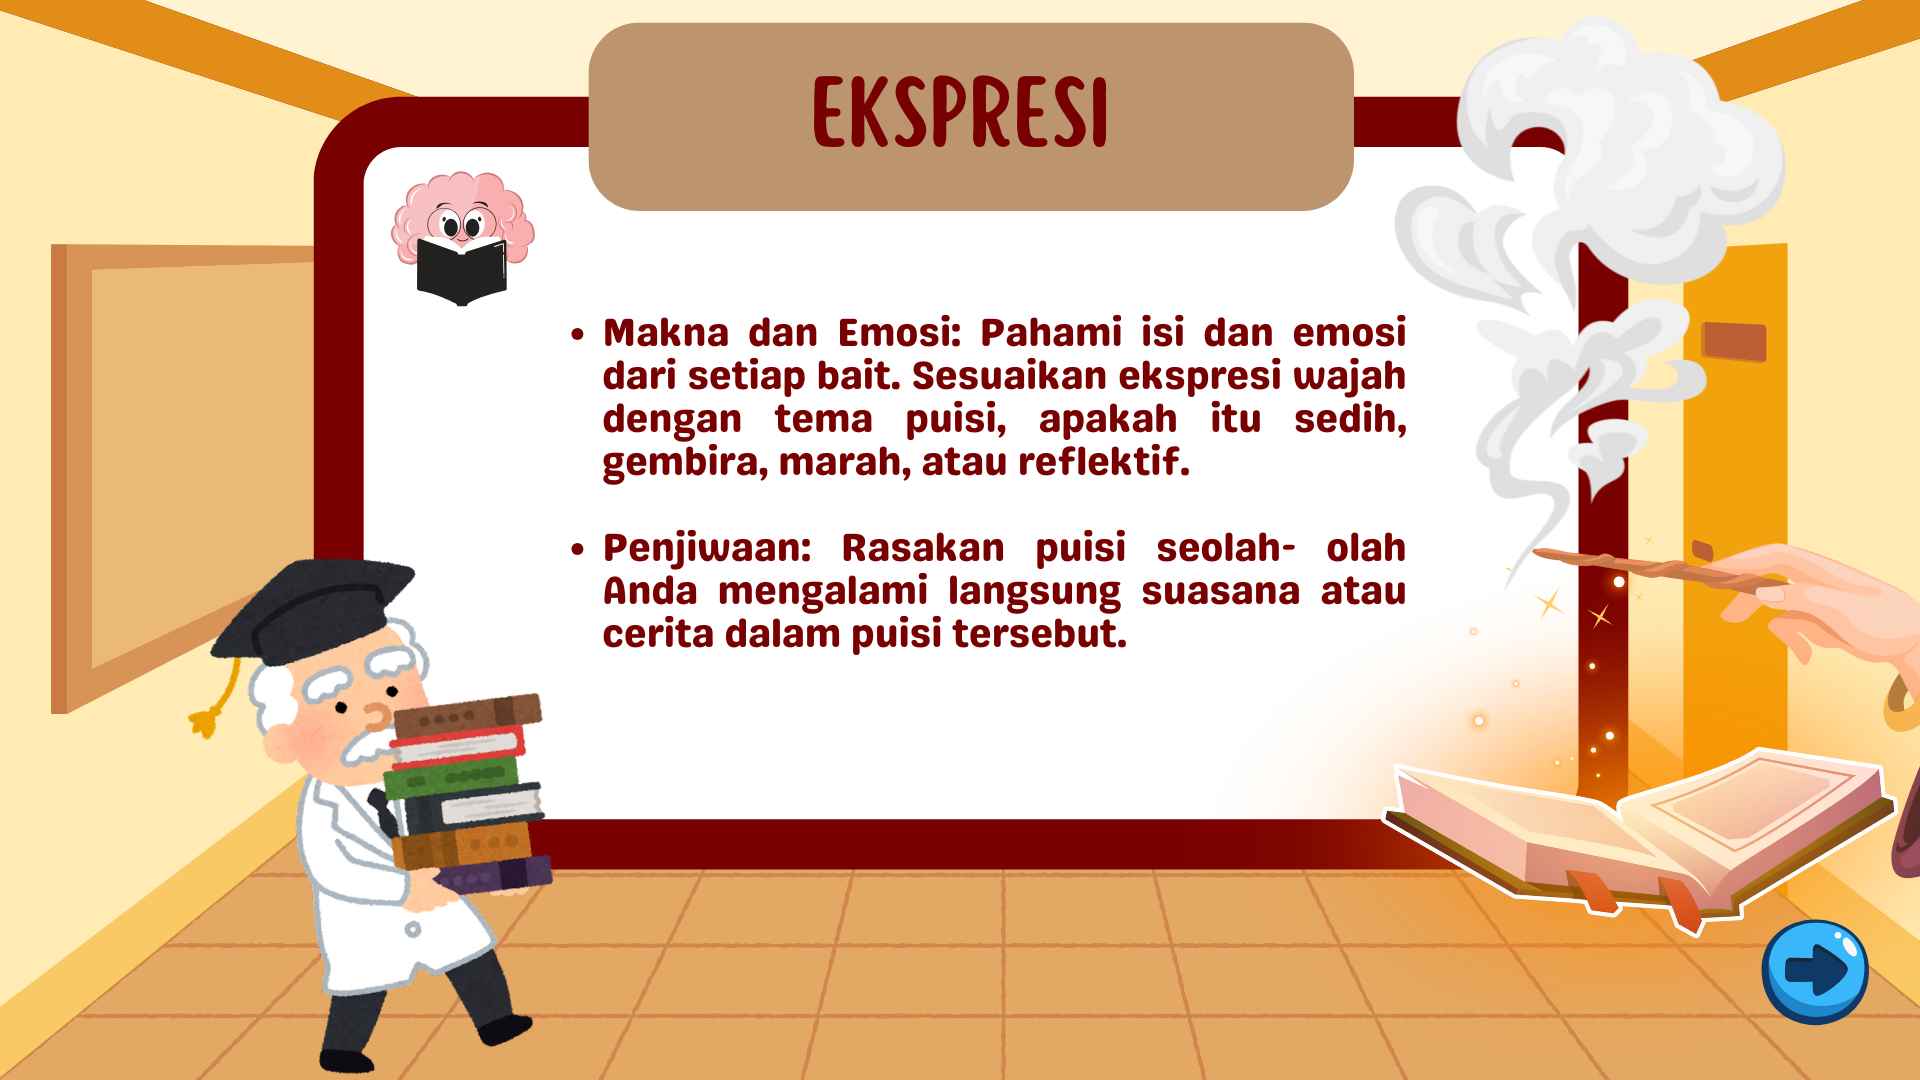 EKSPRESI
• Makna dan Emosi: Pahami isi dan emosi
dari setiap bait. Sesuaikan ekspresi wajah
dengan tema puisi, apakah itu sedih,
gembira, marah, atau reflektif.
• Penjiwaan: Rasakan puisi seolah- olah
Anda mengalami langsung suasana atau
cerita dalam puisi tersebut.